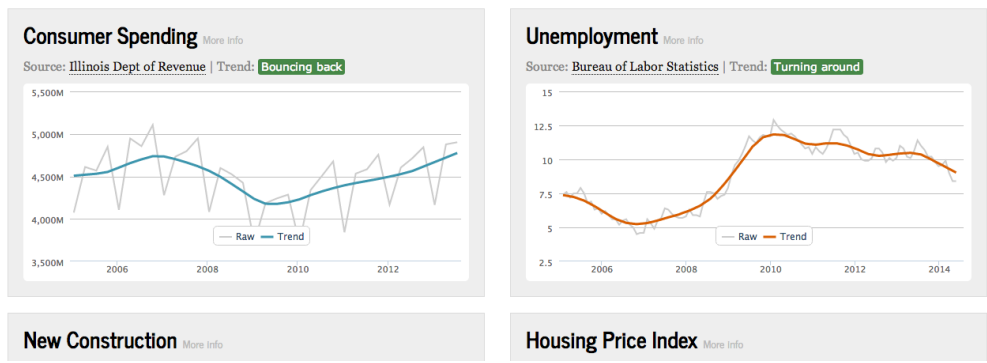 Consumer Spending More info
Source: Illinois Dept of Revenue | Trend: Bouncing back
5,500M
5,000M
4,500M
4,000M
3,500M
Raw Trend
2006 2008 2010 2012
Unemployment More info
Source: Bureau of Labor Statistics | Trend: Turning around
15
12.5
10
7.5
5
2.5
Raw Trend
2006 2008 2010 2012 2014
New Construction More info
Housing Price Index More info